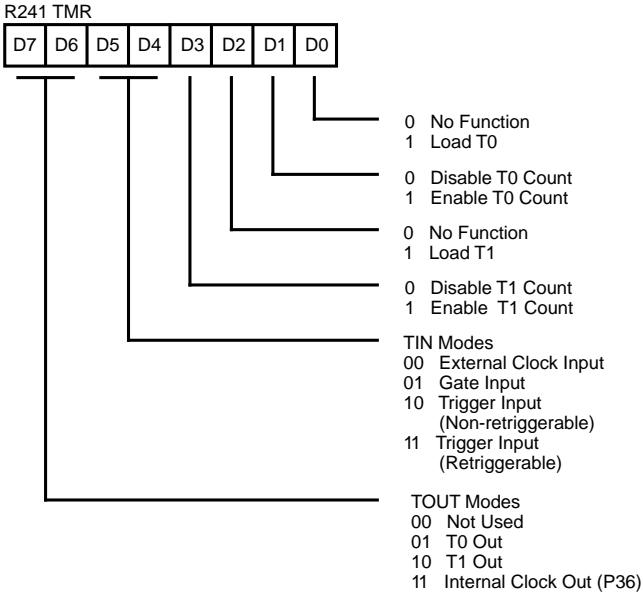 R241 TMR
D7 D6 D5 D4 D3 D2 D1 D0
0 No Function
1 Load T0
0 Disable T0 Count
1 Enable T0 Count
0 No Function
1 Load T1
0 Disable T1 Count
1 Enable T1 Count
TIN Modes
00 External Clock Input
01 Gate Input
10 Trigger Input
(Non-retriggerable)
11 Trigger Input
(Retriggerable)
TOUT Modes
00 Not Used
01 T0 Out
10 T1 Out
11 Internal Clock Out (P36)